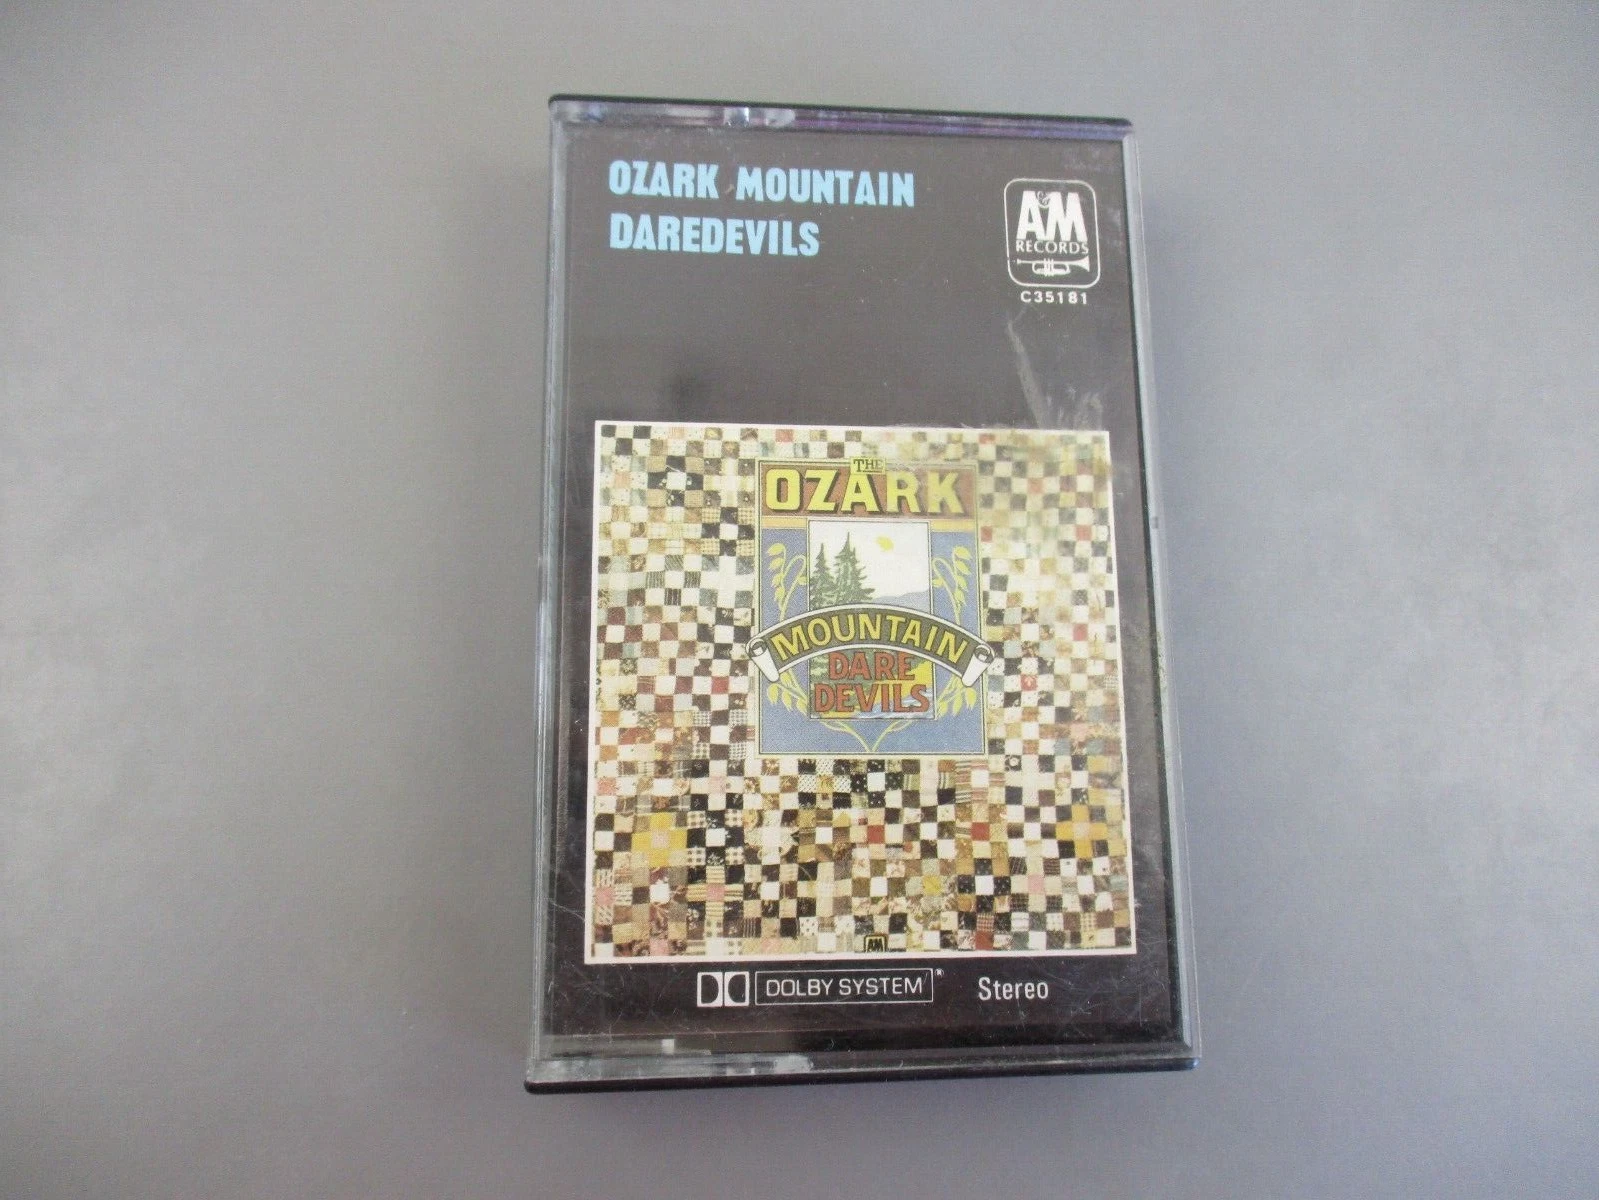 OZARK MOUNTAIN
DAREDEVILS
A&M
RECORDS
C35181
THE
OZARK
MOUNTAIN
DARE
DEVILS
A&M
DOLBY SYSTEM®
Stereo